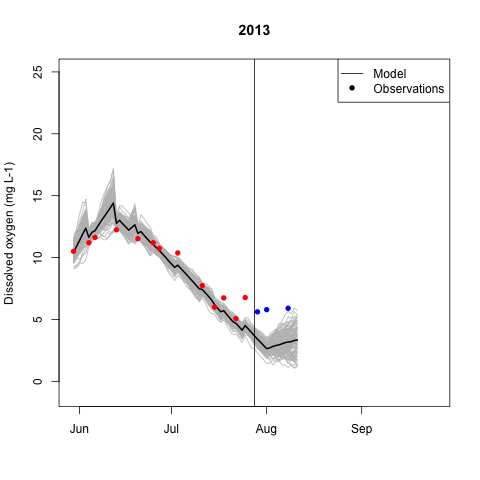 2013
Model
Observations
Dissolved oxygen (mg L-1)
25
20
15
10
5
0
Jun
Jul
Aug
Sep